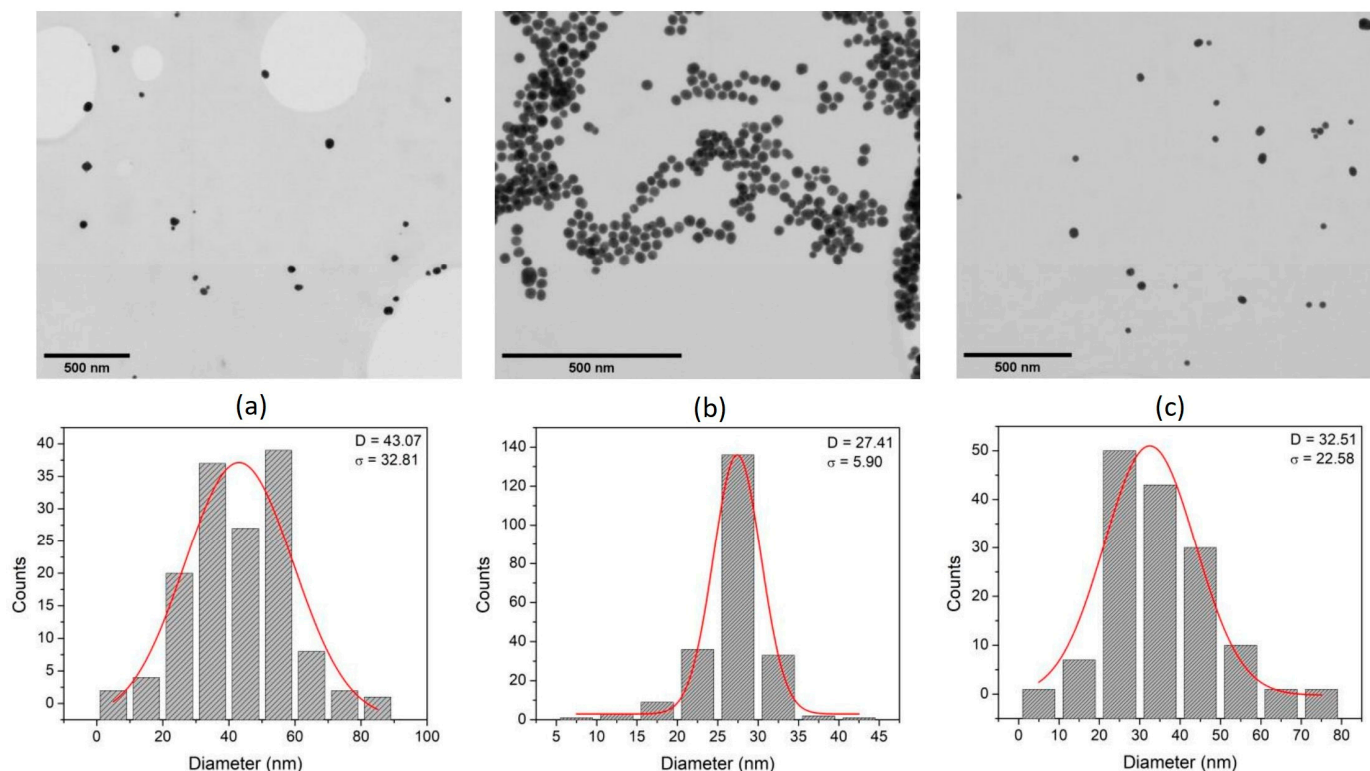 500 nm
500 nm
500 nm
(a)
(b)
(c)
D = 43.07
σ = 32.81
Counts
40
35
30
25
20
15
10
5
0
0 20 40 60 80 100
Diameter (nm)
D = 27.41
σ = 5.90
Counts
140
120
100
80
60
40
20
0
5 10 15 20 25 30 35 40 45
Diameter (nm)
D = 32.51
σ = 22.58
Counts
50
40
30
20
10
0
0 10 20 30 40 50 60 70 80
Diameter (nm)